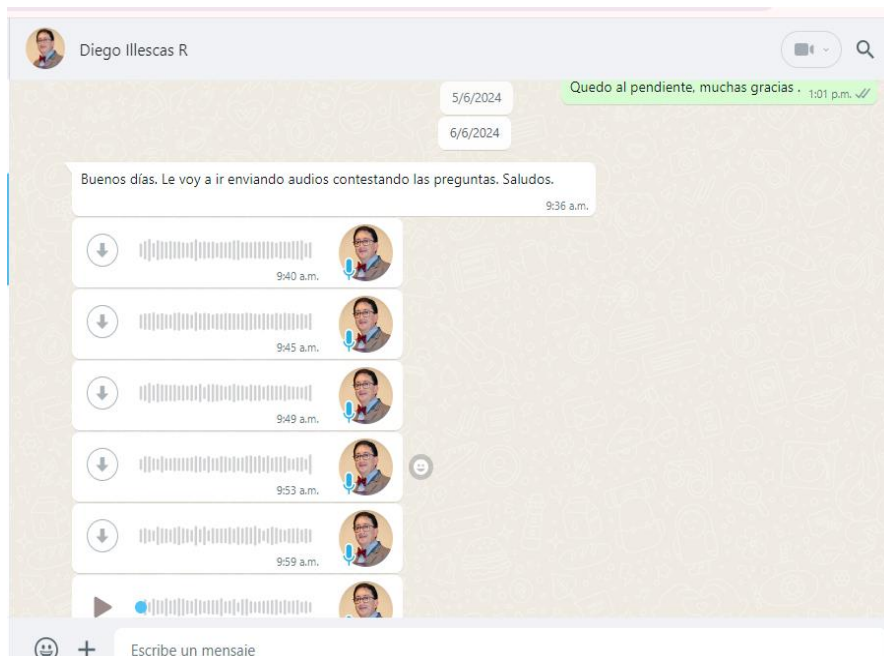 Diego Illescas R
Quedo al pendiente, muchas gracias .
1:01 p.m.
5/6/2024
6/6/2024
Buenos días. Le voy a ir enviando audios contestando las preguntas. Saludos.
9:36 a.m.
9:40 a.m.
9:45 a.m.
9:49 a.m.
9:53 a.m.
9:59 a.m.
Escribe un mensaje